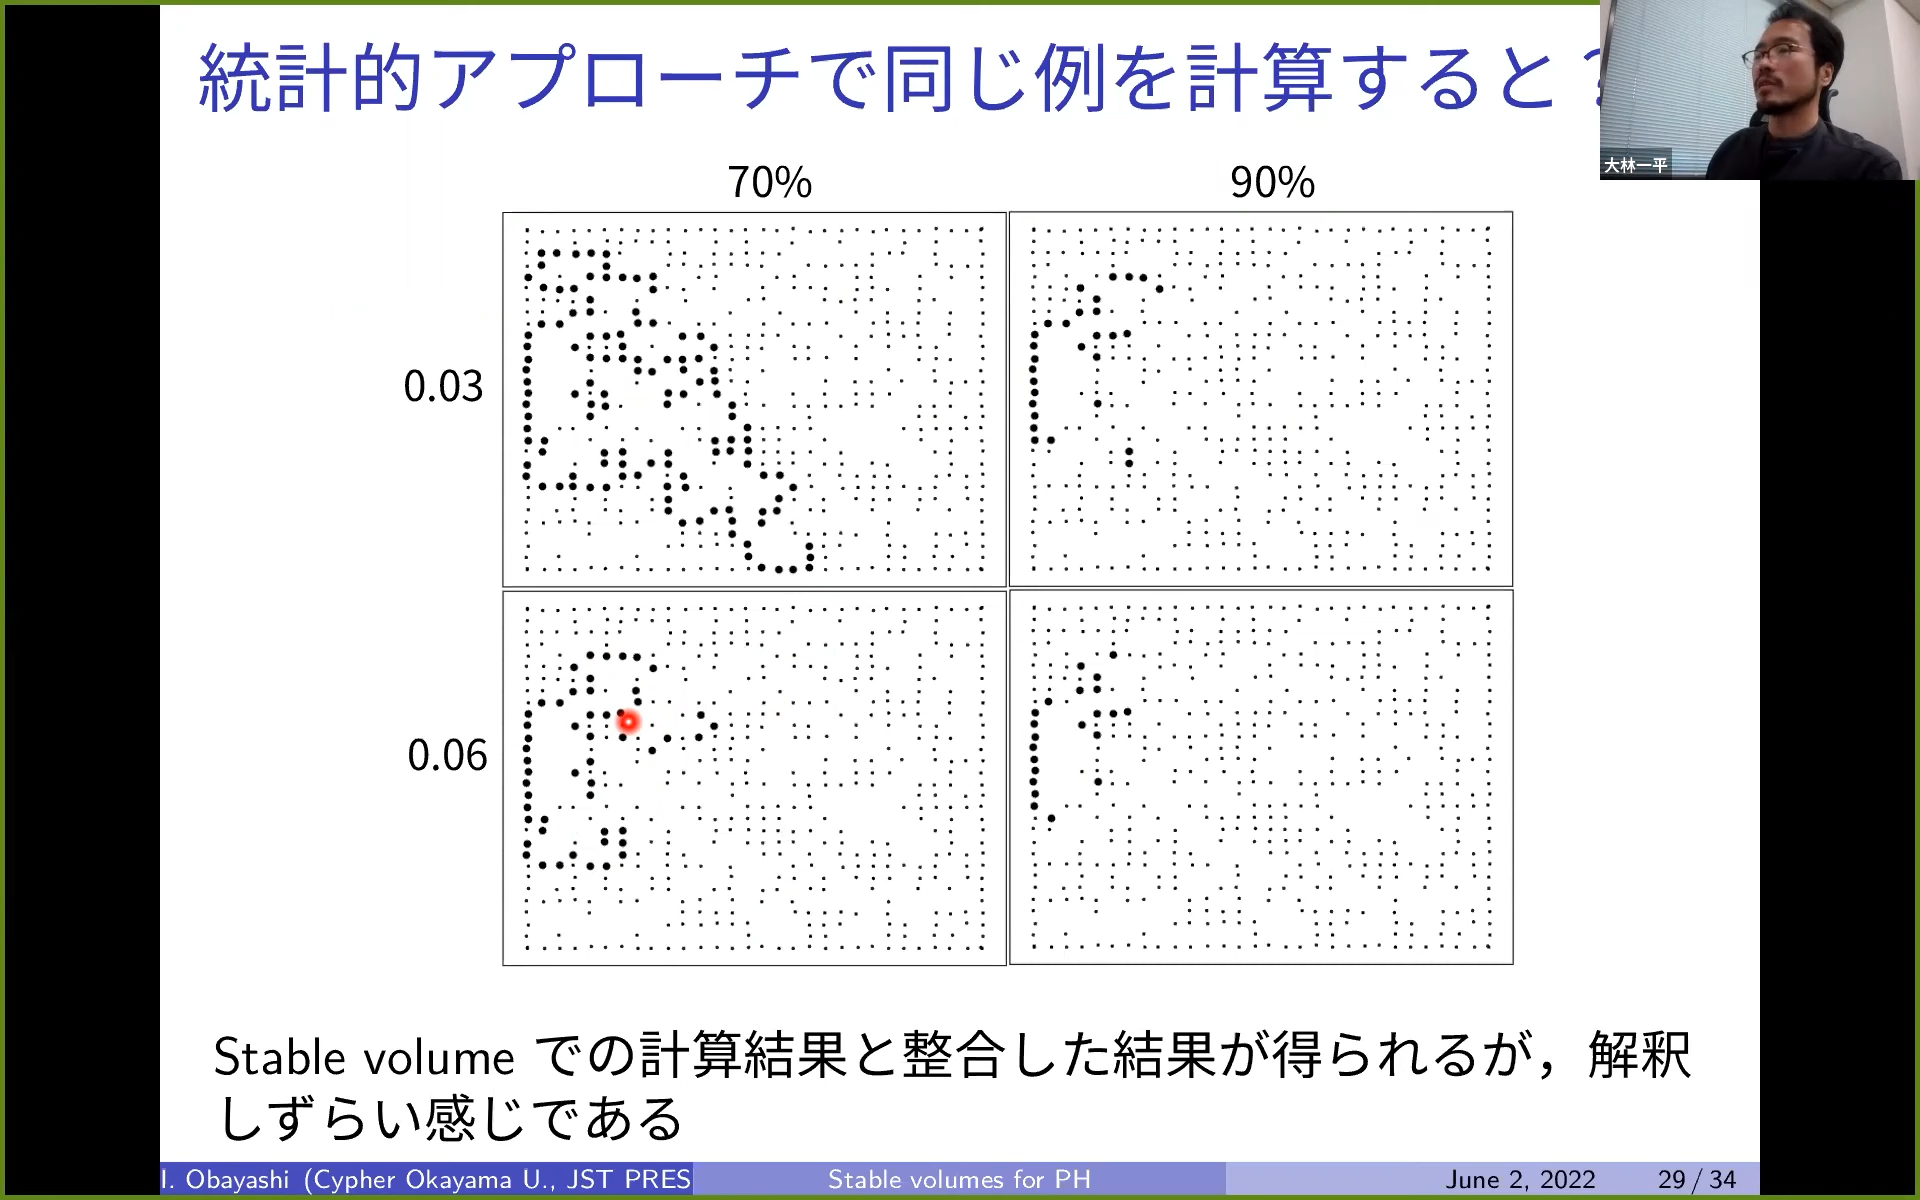 統計的アプローチで同じ例を計算すると？
大林一平
70% 90%
0.03
0.06
Stable volume での計算結果と整合した結果が得られるが，解釈
しずらい感じである
I. Obayashi (Cypher Okayama U., JST PRES Stable volumes for PH June 2, 2022 29 / 34